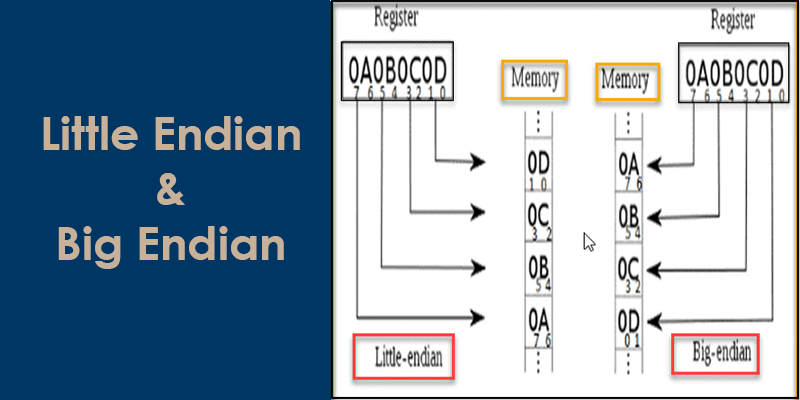 Little Endian
&
Big Endian
Register
0A0B0C0D
7 6 5 4 3 2 1 0
Memory
0D
1 0
0C
3 2
0B
5 4
0A
7 6
Little-endian
Register
0A0B0C0D
7 6 5 4 3 2 1 0
Memory
0A
7 6
0B
5 4
0C
3 2
0D
0 1
Big-endian